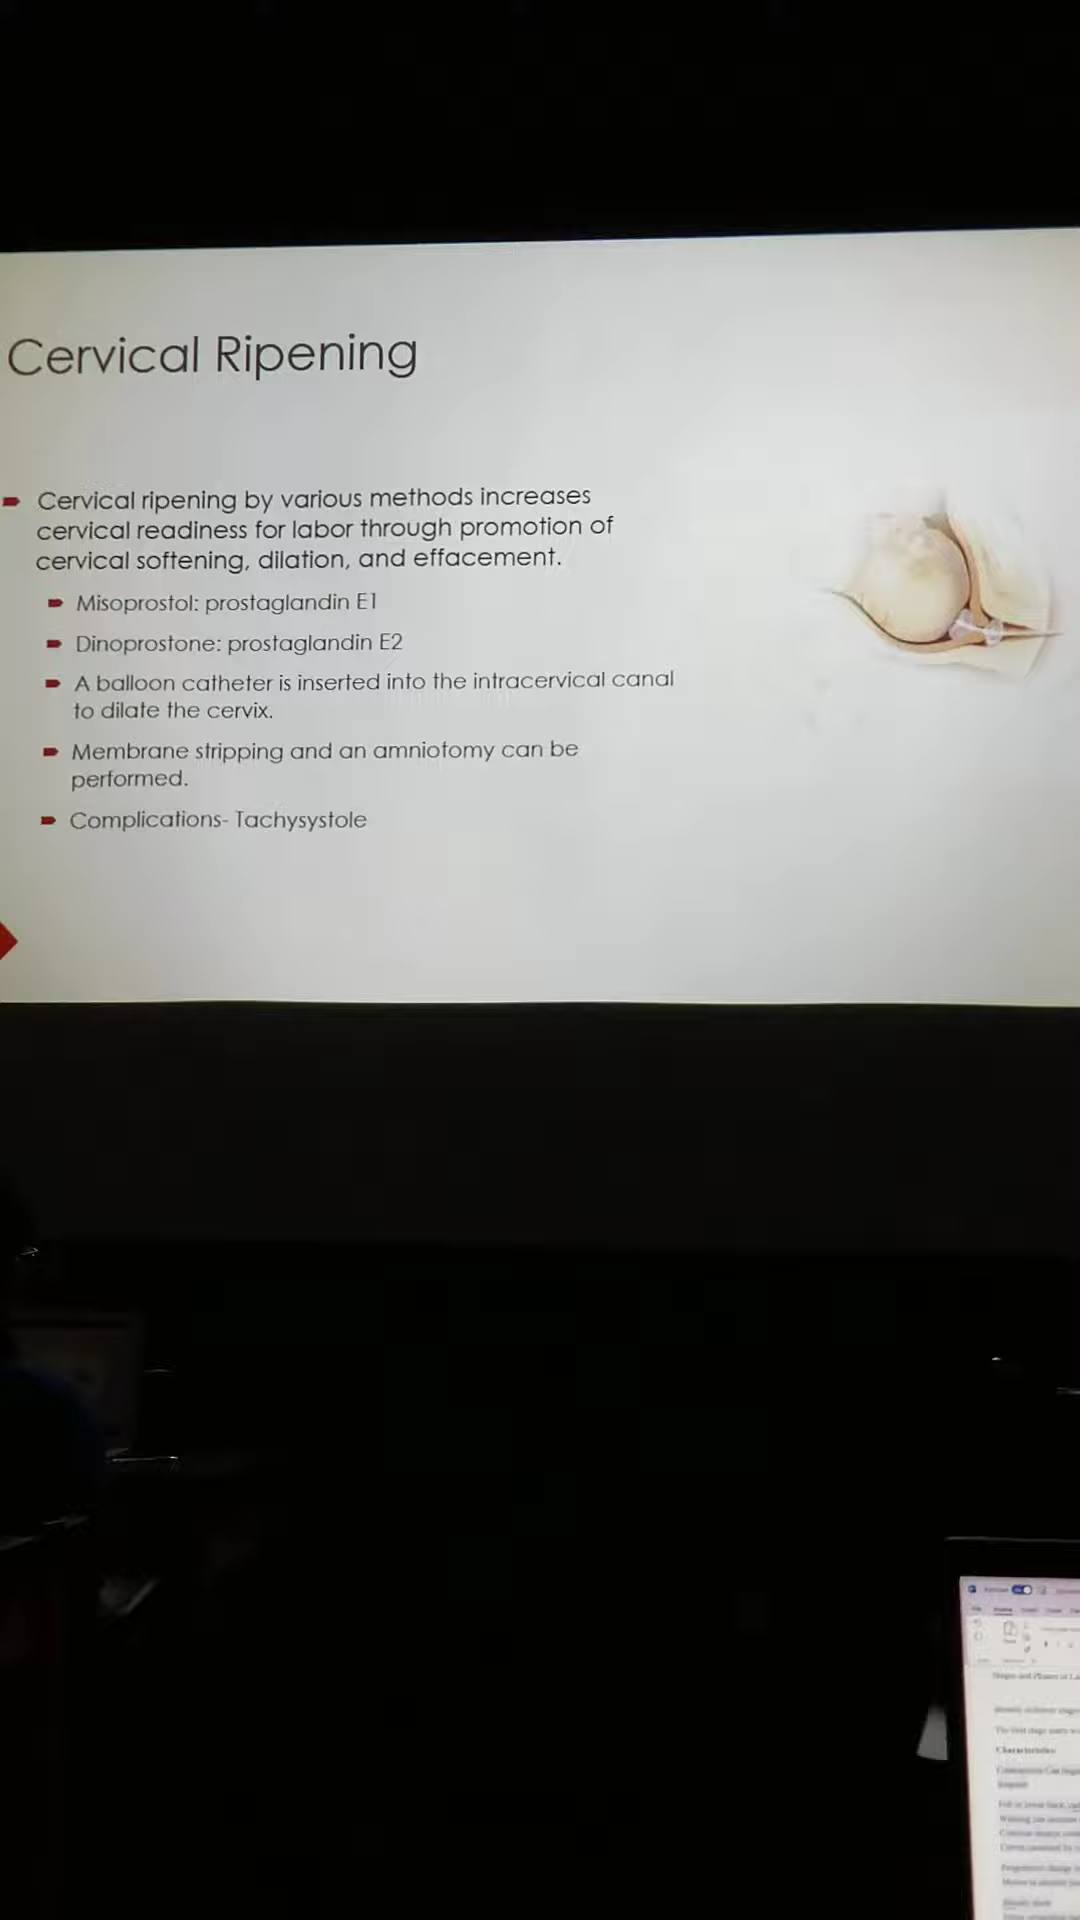 Cervical Ripening
Cervical ripening by various methods increases
cervical readiness for labor through promotion of
cervical softening, dilation, and effacement.
Misoprostol: prostaglandin E1
Dinoprostone: prostaglandin E2
A balloon catheter is inserted into the intracervical canal
to dilate the cervix.
Membrane stripping and an amniotomy can be
performed.
Complications- Tachysystole
Characteristics